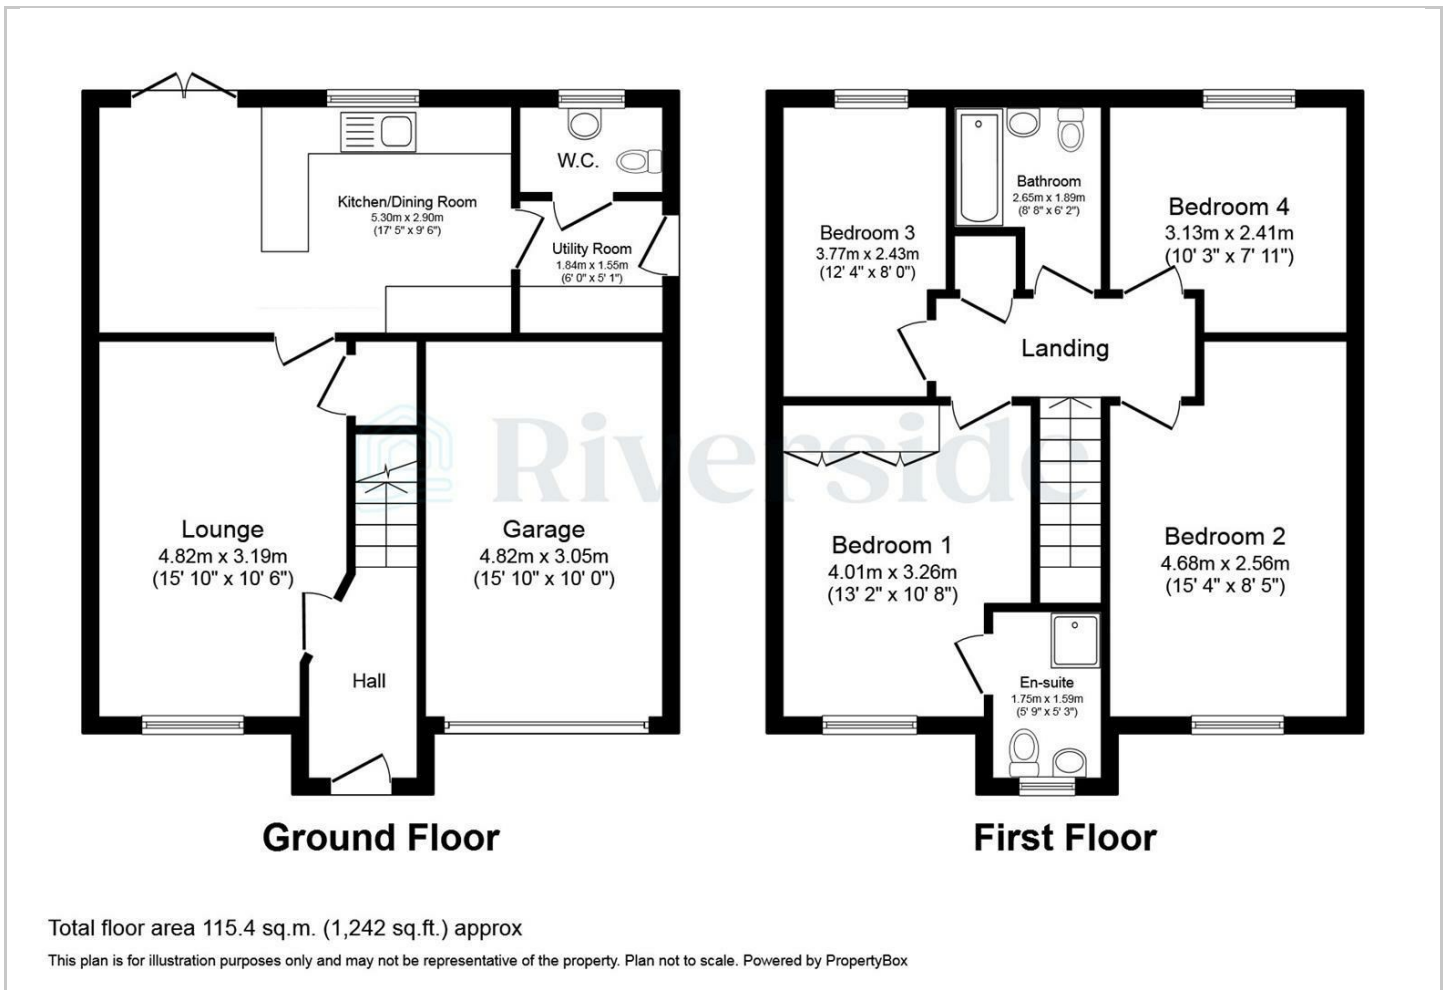 Kitchen/Dining Room
5.30m x 2.90m
(17' 5" x 9' 6")
W.C.
Utility Room
1.84m x 1.55m
(6' 0" x 5' 1")
Lounge
4.82m x 3.19m
(15' 10" x 10' 6")
Garage
4.82m x 3.05m
(15' 10" x 10' 0")
Hall
Ground Floor
Bedroom 3
3.77m x 2.43m
(12' 4" x 8' 0")
Bathroom
2.65m x 1.89m
(8' 8" x 6' 2")
Bedroom 4
3.13m x 2.41m
(10' 3" x 7' 11")
Landing
Bedroom 1
4.01m x 3.26m
(13' 2" x 10' 8")
Bedroom 2
4.68m x 2.56m
(15' 4" x 8' 5")
En-suite
1.75m x 1.59m
(5' 9" x 5' 3")
First Floor
Riverside
Total floor area 115.4 sq.m. (1,242 sq.ft.) approx
This plan is for illustration purposes only and may not be representative of the property. Plan not to scale. Powered by PropertyBox